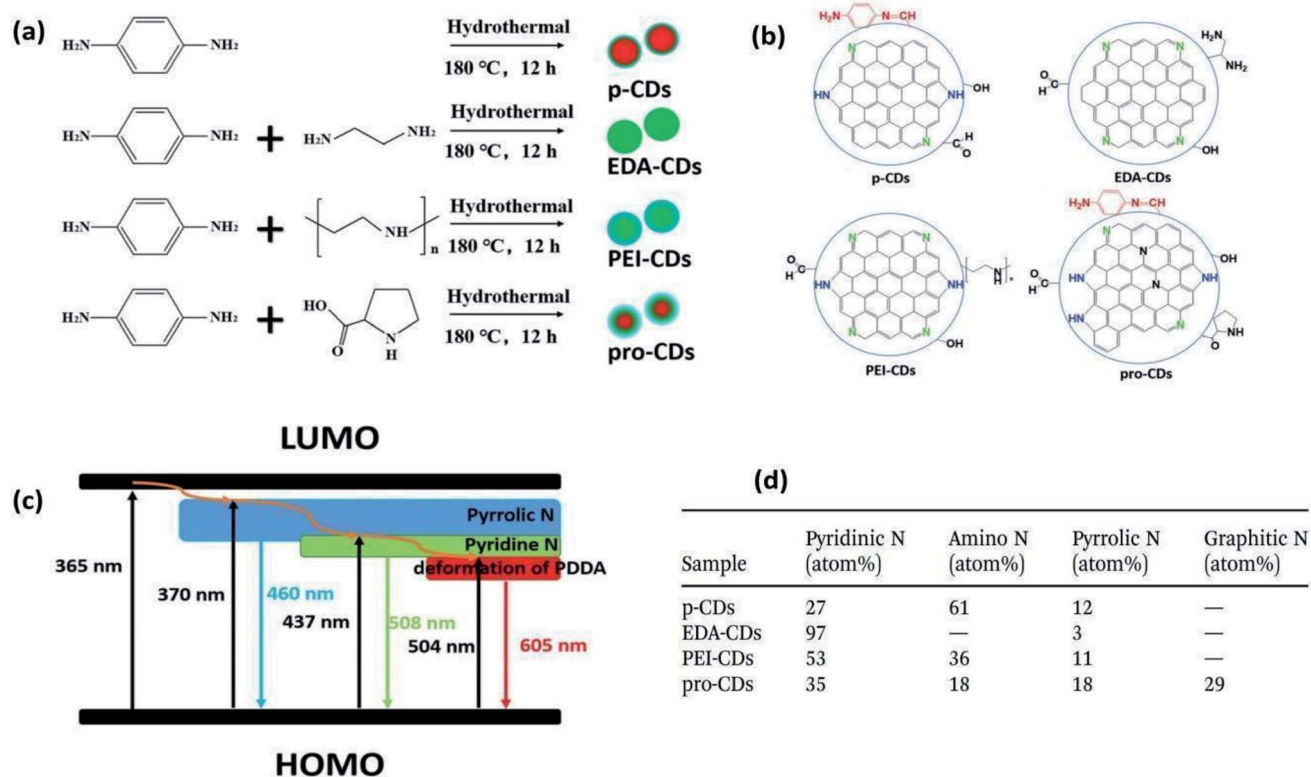 (a)
H₂N NH₂ Hydrothermal
180 °C, 12 h
p-CDs
H₂N NH₂ + H₂N NH₂ Hydrothermal
180 °C, 12 h
EDA-CDs
H₂N NH₂ + NH n Hydrothermal
180 °C, 12 h
PEI-CDs
H₂N NH₂ + HO O N H Hydrothermal
180 °C, 12 h
pro-CDs
(b)
H₂N N=CH
N N
HN NH OH
N C H O
p-CDs
H₂N
NH₂
N N
O C H
N N
OH
EDA-CDs
O C H
N N
HN NH
N H
N N
OH
PEI-CDs
H₂N N=CH
N OH
O C H
HN N NH
HN N
NH
O
pro-CDs
(c)
LUMO
Pyrrolic N
Pyridine N
deformation of PDDA
365 nm
370 nm
460 nm
437 nm
508 nm
504 nm
605 nm
HOMO
(d)
Sample Pyridinic N (atom%) Amino N (atom%) Pyrrolic N (atom%) Graphitic N (atom%)
p-CDs 27 61 12 —
EDA-CDs 97 — 3 —
PEI-CDs 53 36 11 —
pro-CDs 35 18 18 29